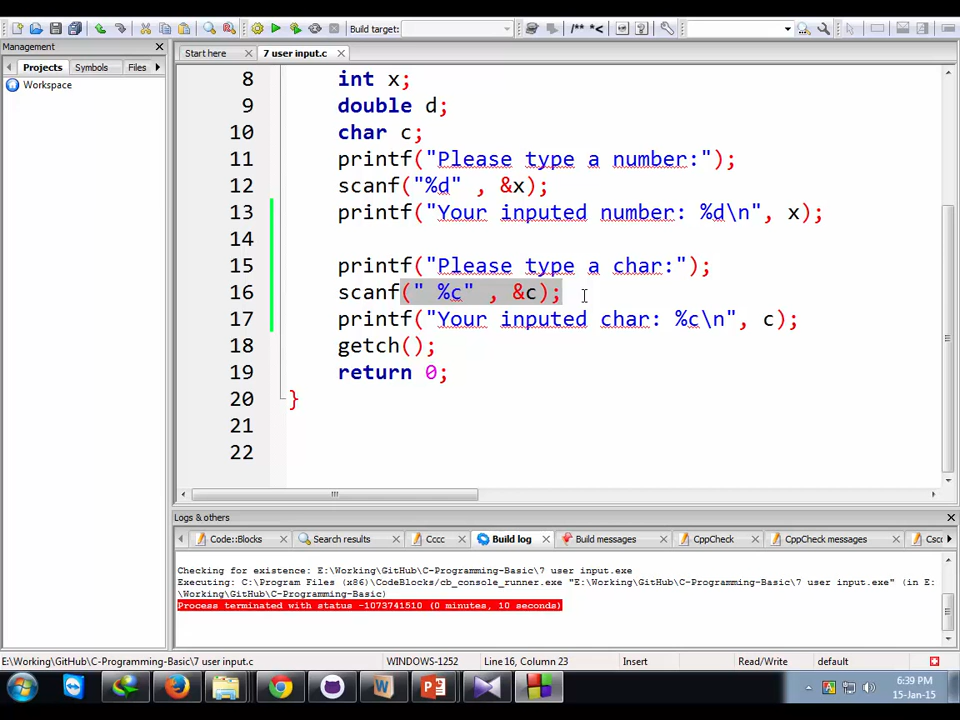 Build target:
/** *<
Management
Start here
7 user input.c
Projects
Symbols
Files
Workspace
8 int x;
9 double d;
10 char c;
11 printf("Please type a number:");
12 scanf("%d" , &x);
13 printf("Your inputed number: %d\n", x);
14
15 printf("Please type a char:");
16 scanf(" %c" , &c);
17 printf("Your inputed char: %c\n", c);
18 getch();
19 return 0;
20 }
21
22
Logs & others
Code::Blocks
Search results
Cccc
Build log
Build messages
CppCheck
CppCheck messages
Cscc
Checking for existence: E:\Working\GitHub\C-Programming-Basic\7 user input.exe
Executing: C:\Program Files (x86)\CodeBlocks/cb_console_runner.exe "E:\Working\GitHub\C-Programming-Basic\7 user input.exe" (in E:
\Working\GitHub\C-Programming-Basic)
Process terminated with status -1073741510 (0 minutes, 10 seconds)
E:\Working\GitHub\C-Programming-Basic\7 user input.c
WINDOWS-1252
Line 16, Column 23
Insert
Read/Write
default
6:39 PM
15-Jan-15